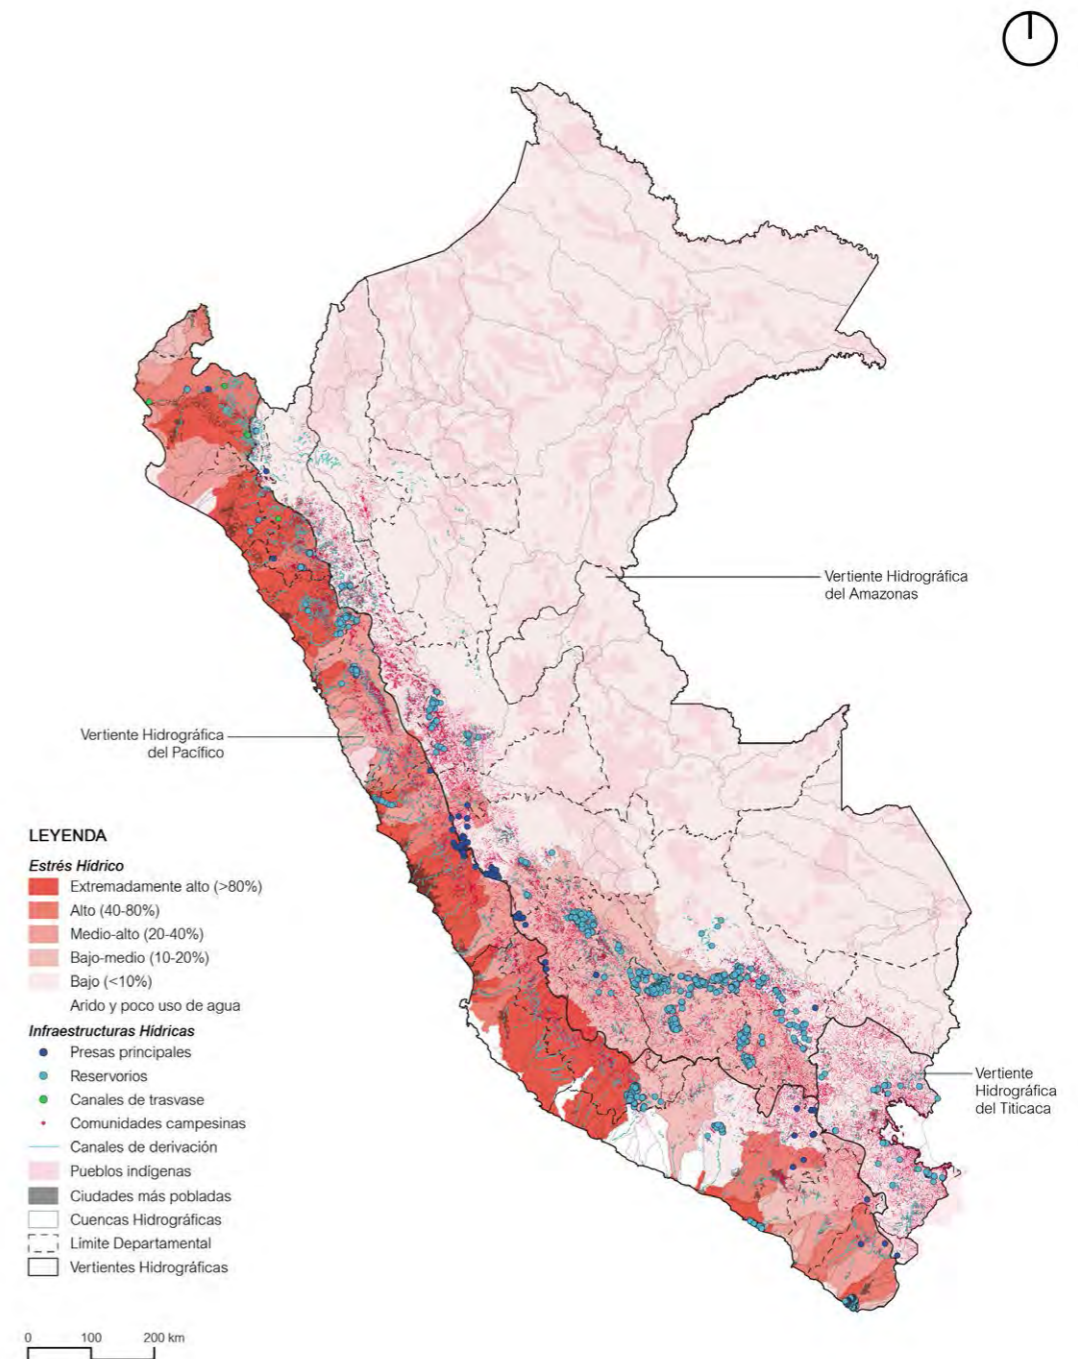 Vertiente Hidrográfica
del Amazonas
Vertiente Hidrográfica
del Pacífico
LEYENDA
Estrés Hídrico
Extremadamente alto (>80%)
Alto (40-80%)
Medio-alto (20-40%)
Bajo-medio (10-20%)
Bajo (<10%)
Arido y poco uso de agua
Infraestructuras Hídricas
Presas principales
Reservorios
Canales de trasvase
Comunidades campesinas
Canales de derivación
Pueblos indígenas
Ciudades más pobladas
Cuencas Hidrográficas
Limite Departamental
Vertientes Hidrográficas
Vertiente
Hidrográfica
del Titicaca
0 100 200 km